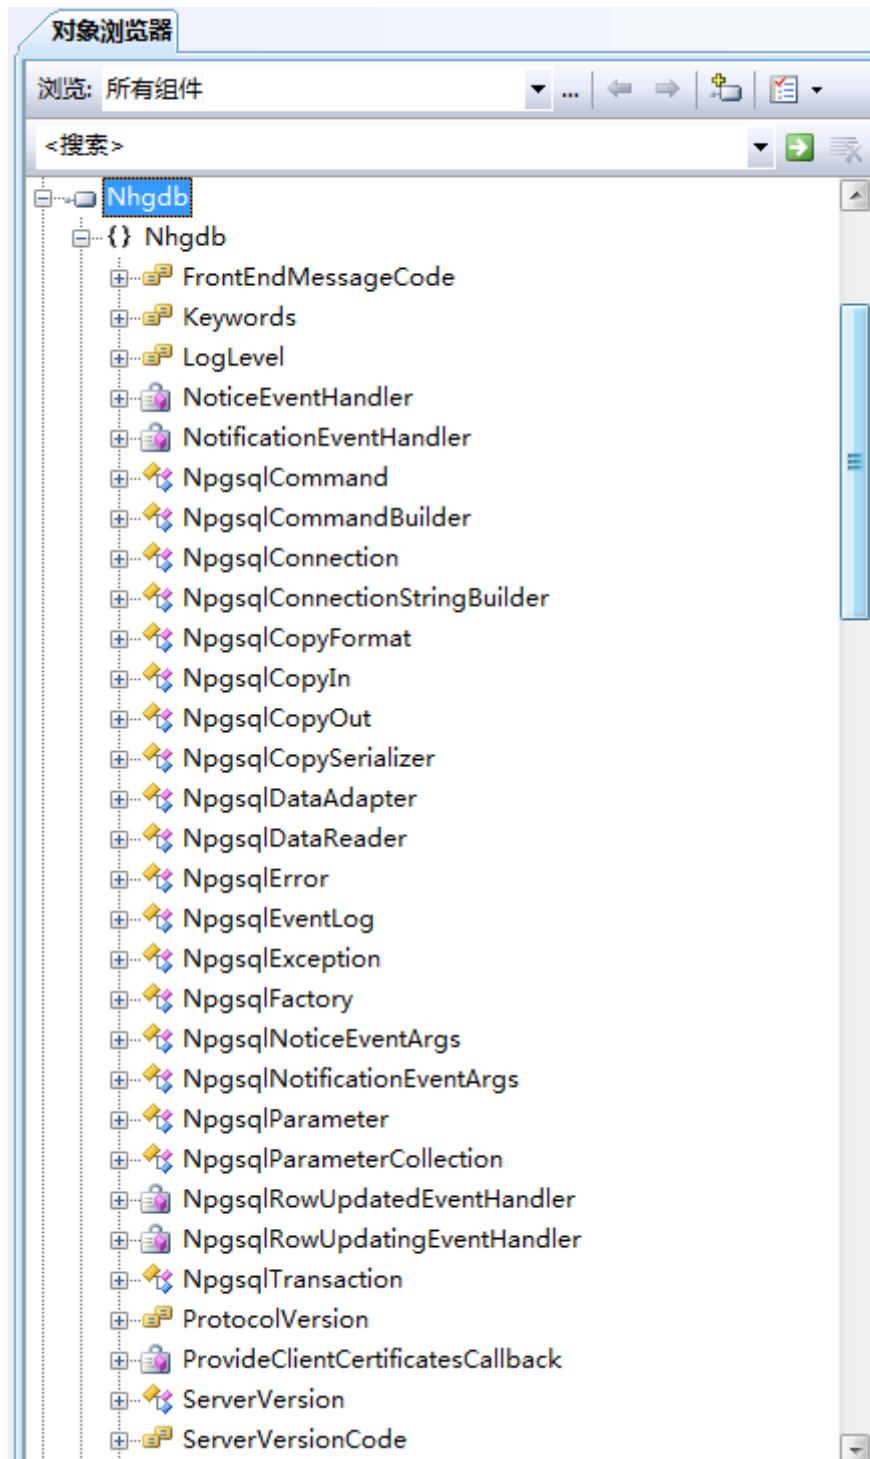 对象浏览器
浏览: 所有组件 ...
<搜索>
Nhgdb
{} Nhgdb
FrontEndMessageCode
Keywords
LogLevel
NoticeEventHandler
NotificationEventHandler
NpgsqlCommand
NpgsqlCommandBuilder
NpgsqlConnection
NpgsqlConnectionStringBuilder
NpgsqlCopyFormat
NpgsqlCopyIn
NpgsqlCopyOut
NpgsqlCopySerializer
NpgsqlDataAdapter
NpgsqlDataReader
NpgsqlError
NpgsqlEventLog
NpgsqlException
NpgsqlFactory
NpgsqlNoticeEventArgs
NpgsqlNotificationEventArgs
NpgsqlParameter
NpgsqlParameterCollection
NpgsqlRowUpdatedEventHandler
NpgsqlRowUpdatingEventHandler
NpgsqlTransaction
ProtocolVersion
ProvideClientCertificatesCallback
ServerVersion
ServerVersionCode